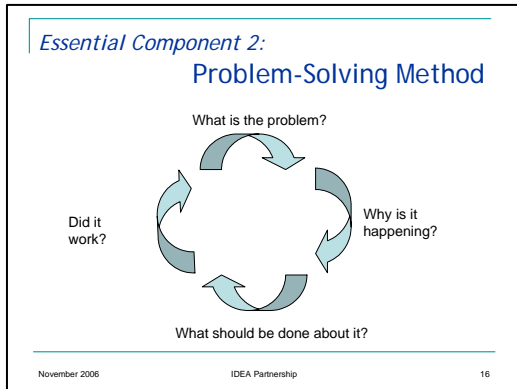 Essential Component 2:
Problem-Solving Method
What is the problem?
Why is it
happening?
What should be done about it?
Did it
work?
November 2006 IDEA Partnership 16